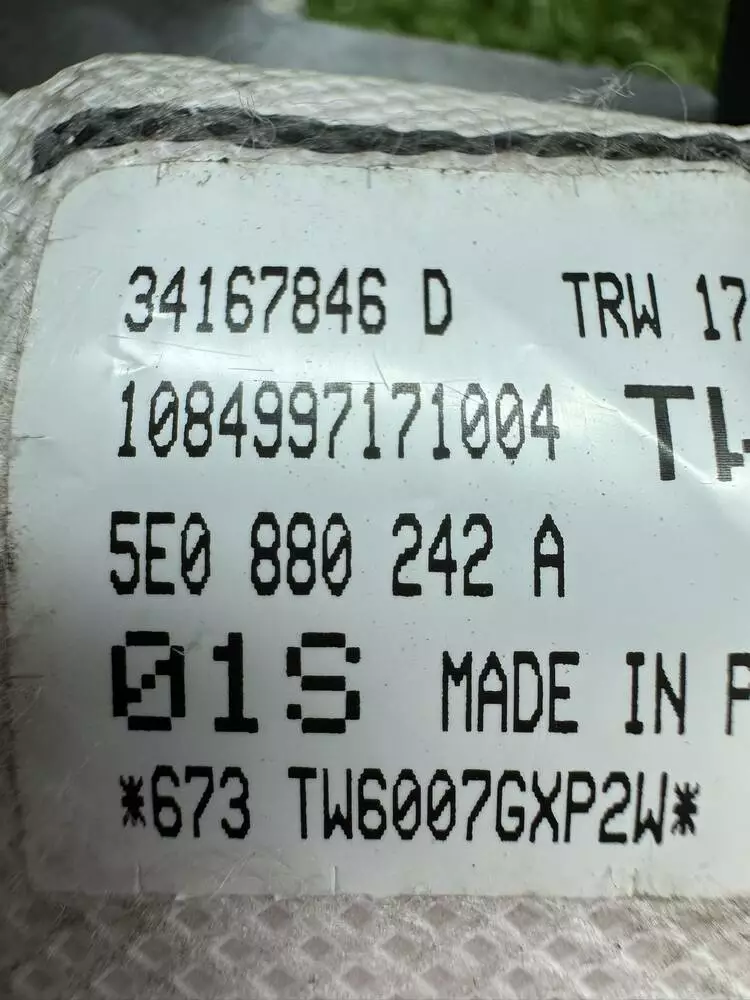 34167846 D TRW 17
1084997171004
5E0 880 242 A
01S MADE IN
*673 TW6007GXP2W*